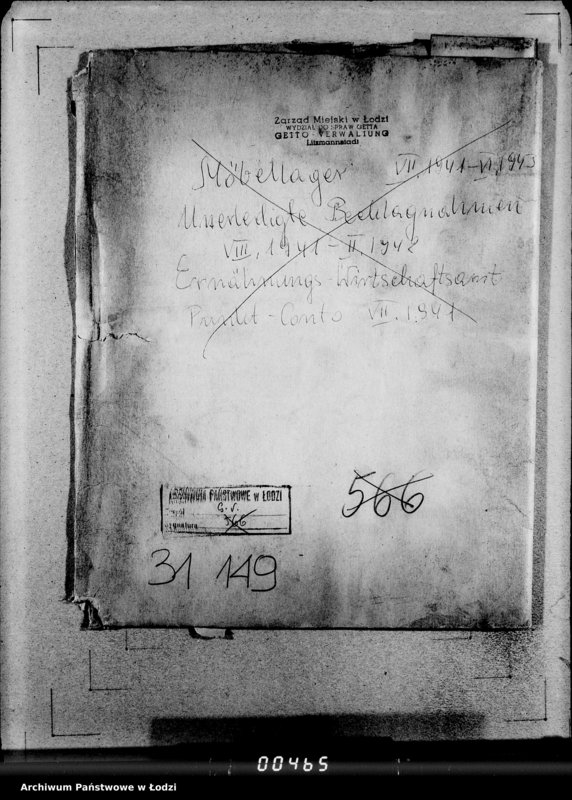 Zarząd Miejski w Łodzi
WYDZIAŁ DO SPRAW GETTA
GETTO-VERWALTUNG
Litzmannstadt
Möbellager VII. 1941-VI. 1943
Unerledigte Beschlagnahmen
VIII. 1941 - II. 1942
Ernährungs-Wirtschaftsamt
Conto VII. 1941
566
ARCHIWUM PAŃSTWOWE w ŁODZI
G.V.
Sygnatura 566
31 149
00465
Archiwum Państwowe w Łodzi